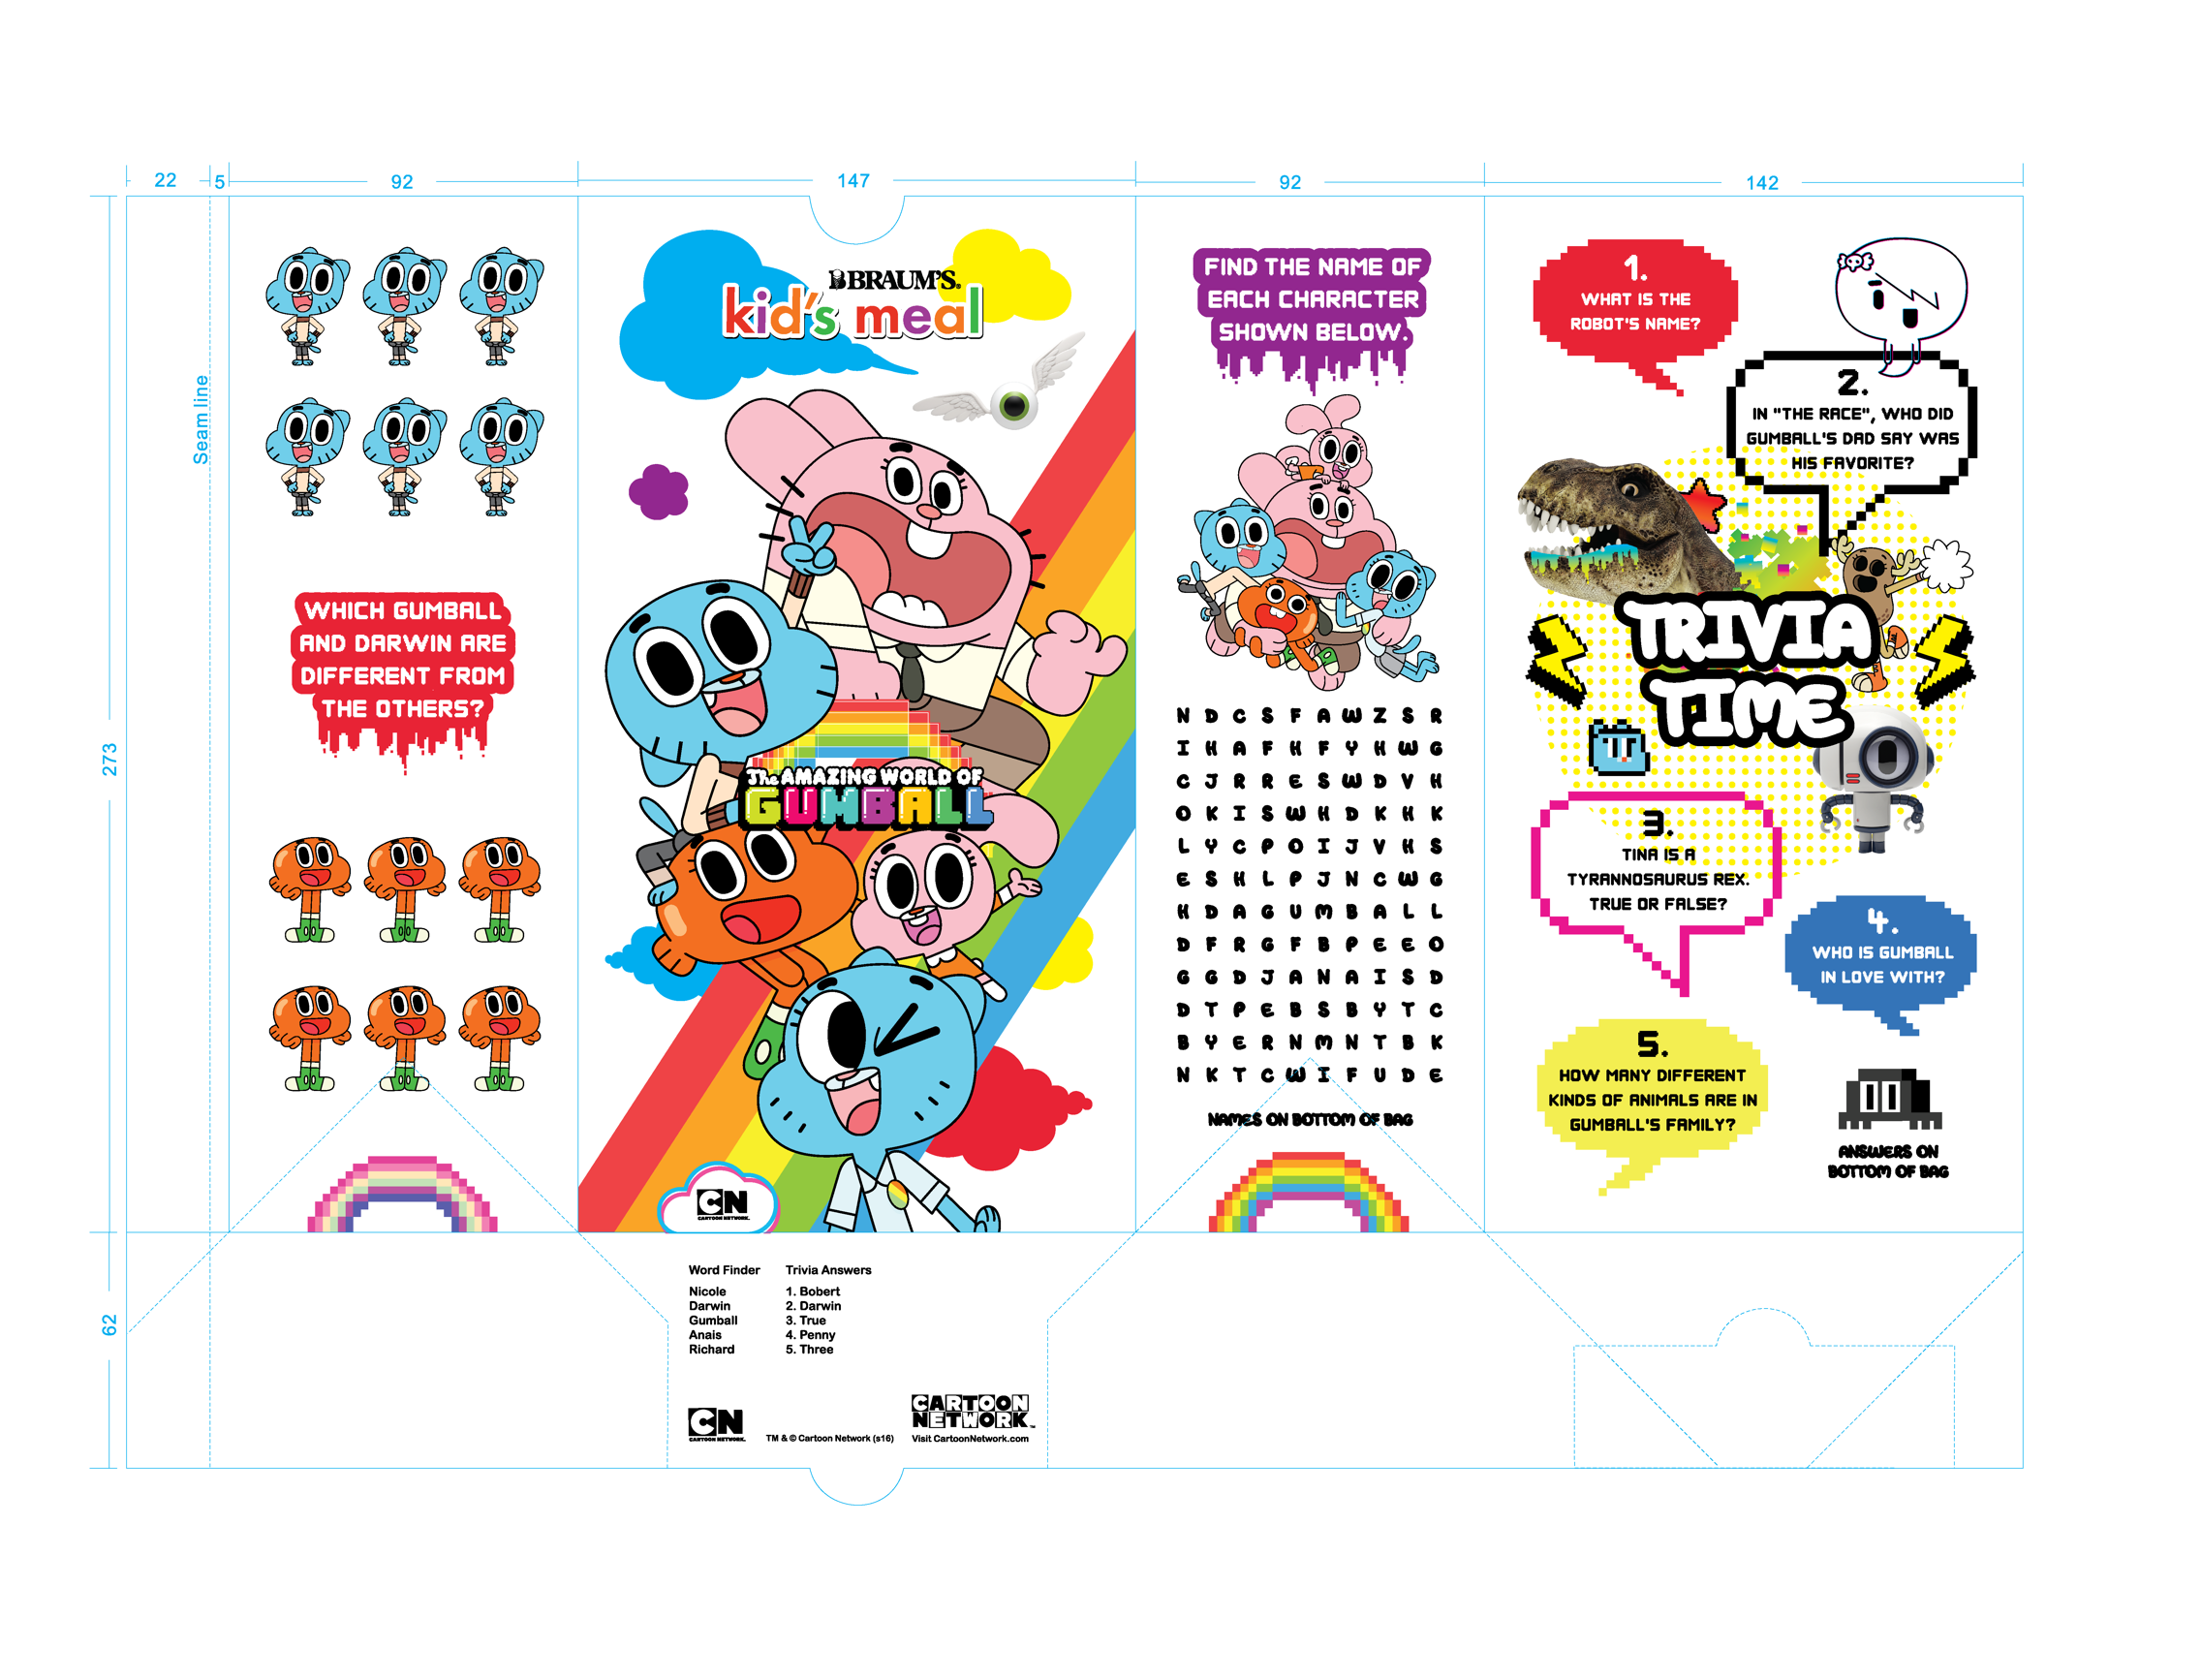 22
5
92
147
92
142
273
62
Seam line
WHICH GUMBALL
AND DARWIN ARE
DIFFERENT FROM
THE OTHERS?
BRAUM'S®
kid's meal
The AMAZING WORLD OF
GUMBALL
CN
CARTOON NETWORK.
FIND THE NAME OF
EACH CHARACTER
SHOWN BELOW.
N D C S F A W Z S R
I H A F H F Y H W G
C J R R E S W D V H
O K I S W H D K H K
L Y C P O I J V H S
E S H L P J N C W G
H D A G U M B A L L
D F R G F B P E E O
G G D J A N A I S D
D T P E B S B Y T C
B Y E R N M N T B K
N K T C W I F U D E
NAMES ON BOTTOM OF BAG
1.
WHAT IS THE
ROBOT'S NAME?
2.
IN "THE RACE", WHO DID
GUMBALL'S DAD SAY WAS
HIS FAVORITE?
TRIVIA
TIME
3.
TINA IS A
TYRANNOSAURUS REX.
TRUE OR FALSE?
4.
WHO IS GUMBALL
IN LOVE WITH?
5.
HOW MANY DIFFERENT
KINDS OF ANIMALS ARE IN
GUMBALL'S FAMILY?
ANSWERS ON
BOTTOM OF BAG
Word Finder
Nicole
Darwin
Gumball
Anais
Richard
Trivia Answers
1. Bobert
2. Darwin
3. True
4. Penny
5. Three
CN
CARTOON NETWORK.
TM & © Cartoon Network (s16)
CARTOON
NETWORK™
Visit CartoonNetwork.com